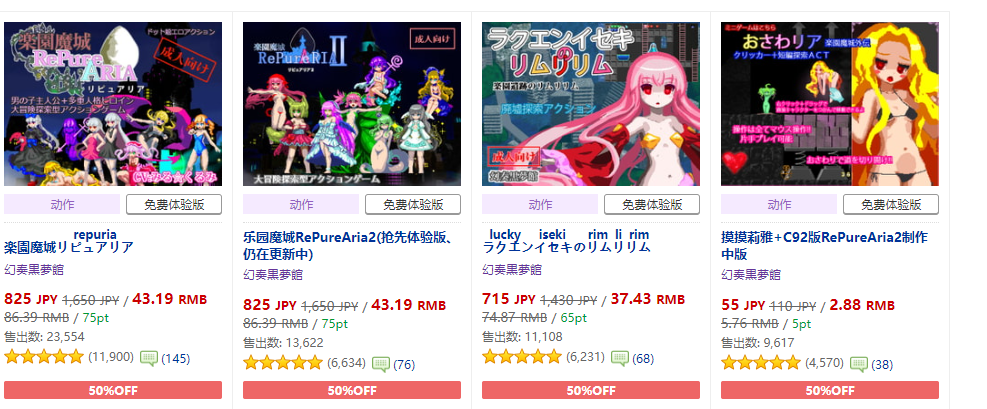 楽園魔城
RePure
ARIA
リピュアリア
ドット絵エロアクション
成人向け
男の子主人公+多重人格ヒロイン
大冒険探索型アクションゲーム
CV:みる☆くるみ
动作
免费体验版
repuria
楽園魔城リピュアリア
幻奏黒夢館
825 JPY 1,650 JPY / 43.19 RMB
86.39 RMB / 75pt
售出数: 23,554
(11,900) (145)
50%OFF
楽園魔城
RePureARIA II
リピュアリアⅡ
成人向け
大冒険探索型アクションゲーム
动作
免费体验版
乐园魔城RePureAria2(抢先体验版、
仍在更新中)
幻奏黒夢館
825 JPY 1,650 JPY / 43.19 RMB
86.39 RMB / 75pt
售出数: 13,622
(6,634) (76)
50%OFF
ラクエンイセキ
の
リムリリム
楽園遺跡のリムリリム
廃墟探索アクション
成人向け
幻奏黒夢館
动作
免费体验版
lucky iseki rim li rim
ラクエンイセキのリムリリム
幻奏黒夢館
715 JPY 1,430 JPY / 37.43 RMB
74.87 RMB / 65pt
售出数: 11,108
(6,231) (68)
50%OFF
ミニゲーム付きこちら
おさわリア
楽園魔城外伝
クリッカー+短編探索ACT
操作は全てマウス操作!!
片手プレイ可能
おさわりで道を切り開け!!
动作
免费体验版
摸摸莉雅+C92版RePureAria2制作
中版
幻奏黒夢館
55 JPY 110 JPY / 2.88 RMB
5.76 RMB / 5pt
售出数: 9,617
(4,570) (38)
50%OFF